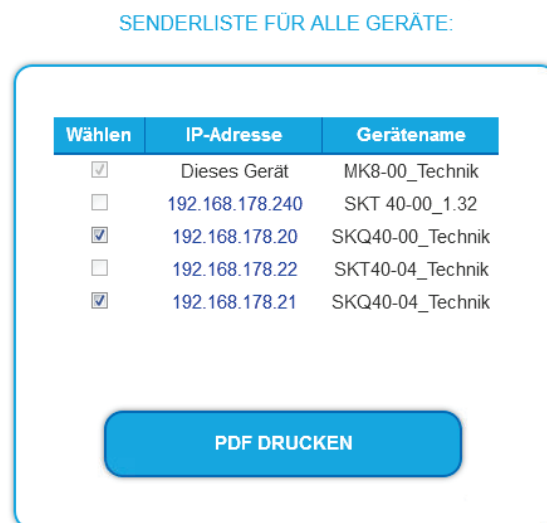 SENDERLISTE FÜR ALLE GERÄTE:
Wählen IP-Adresse Gerätename
Dieses Gerät MK8-00_Technik
192.168.178.240 SKT 40-00_1.32
192.168.178.20 SKQ40-00_Technik
192.168.178.22 SKT40-04_Technik
192.168.178.21 SKQ40-04_Technik
PDF DRUCKEN